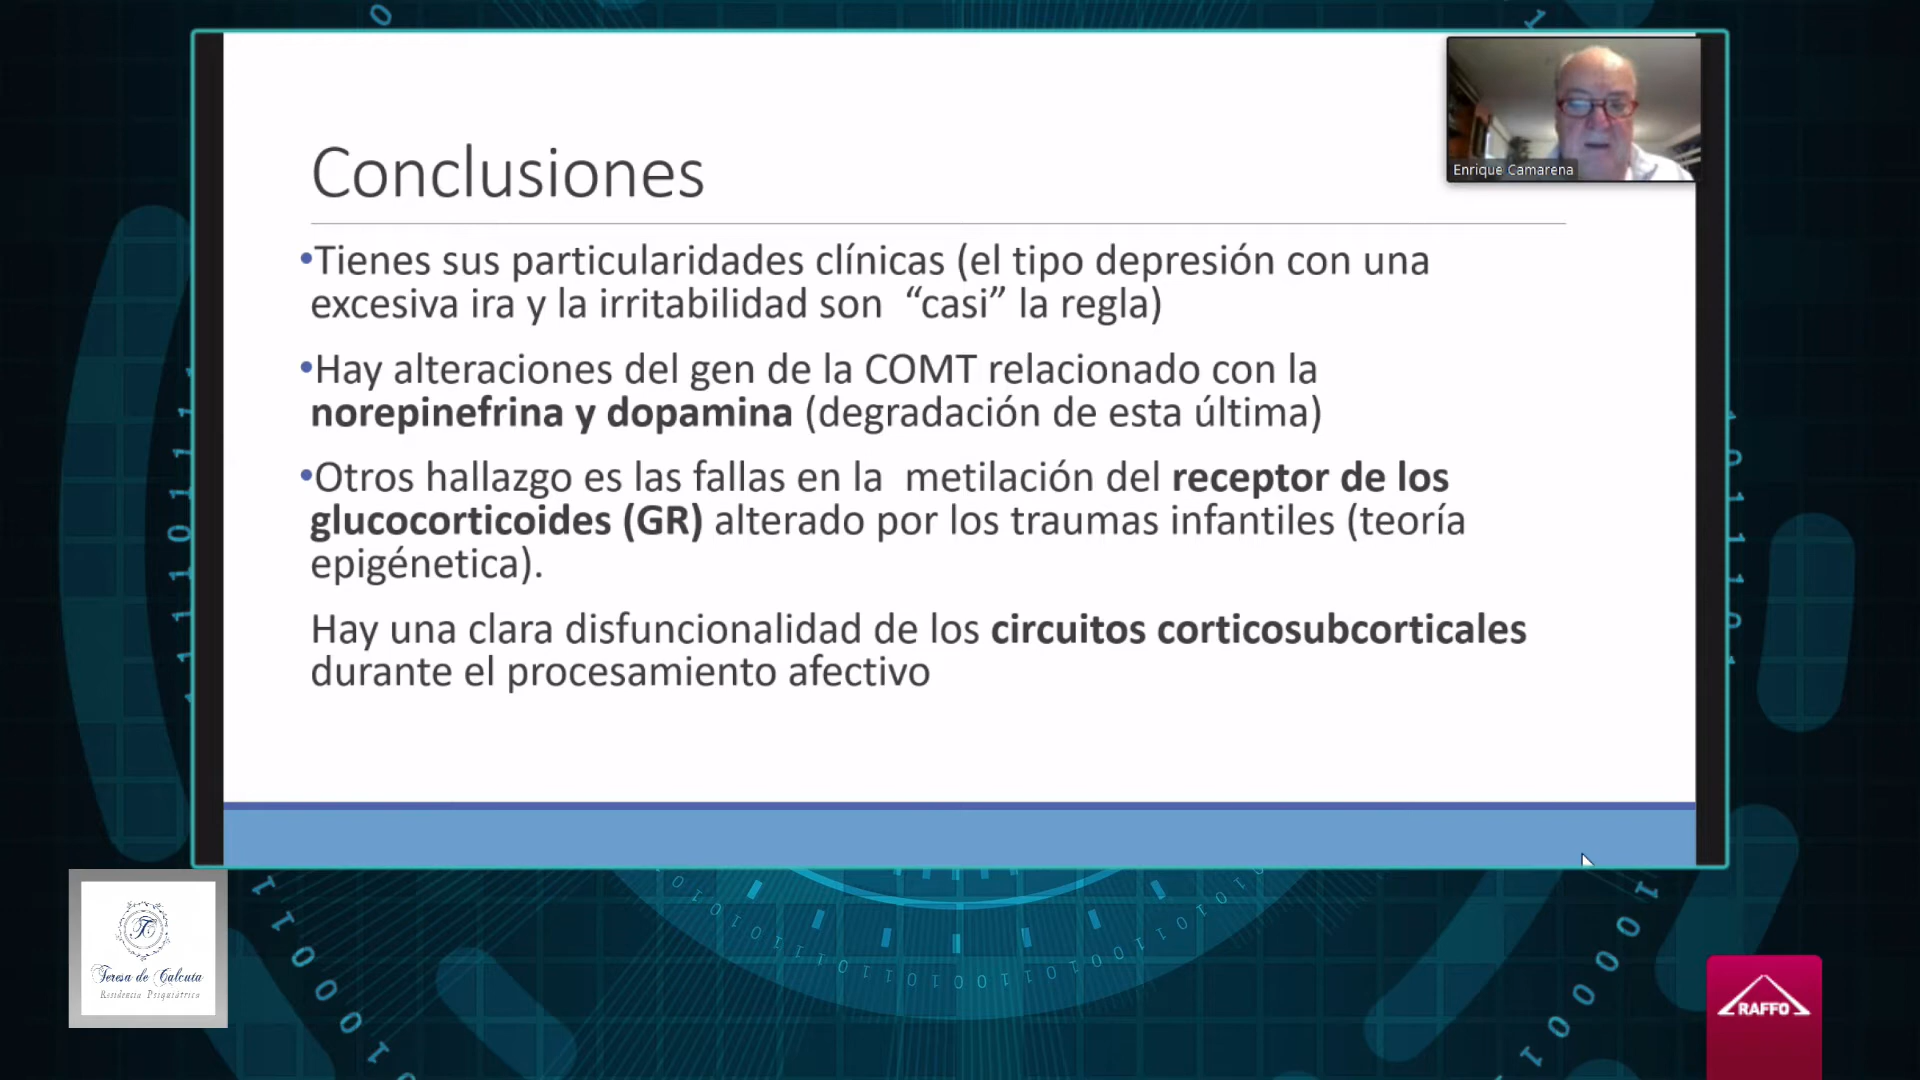 Enrique Camarena
Conclusiones
•Tienes sus particularidades clínicas (el tipo depresión con una
excesiva ira y la irritabilidad son “casi” la regla)
•Hay alteraciones del gen de la COMT relacionado con la
norepinefrina y dopamina (degradación de esta última)
•Otros hallazgo es las fallas en la metilación del receptor de los
glucocorticoides (GR) alterado por los traumas infantiles (teoría
epigénetica).
Hay una clara disfuncionalidad de los circuitos corticosubcorticales
durante el procesamiento afectivo
Teresa de Calcuta
Residencia Psiquiátrica
RAFFO